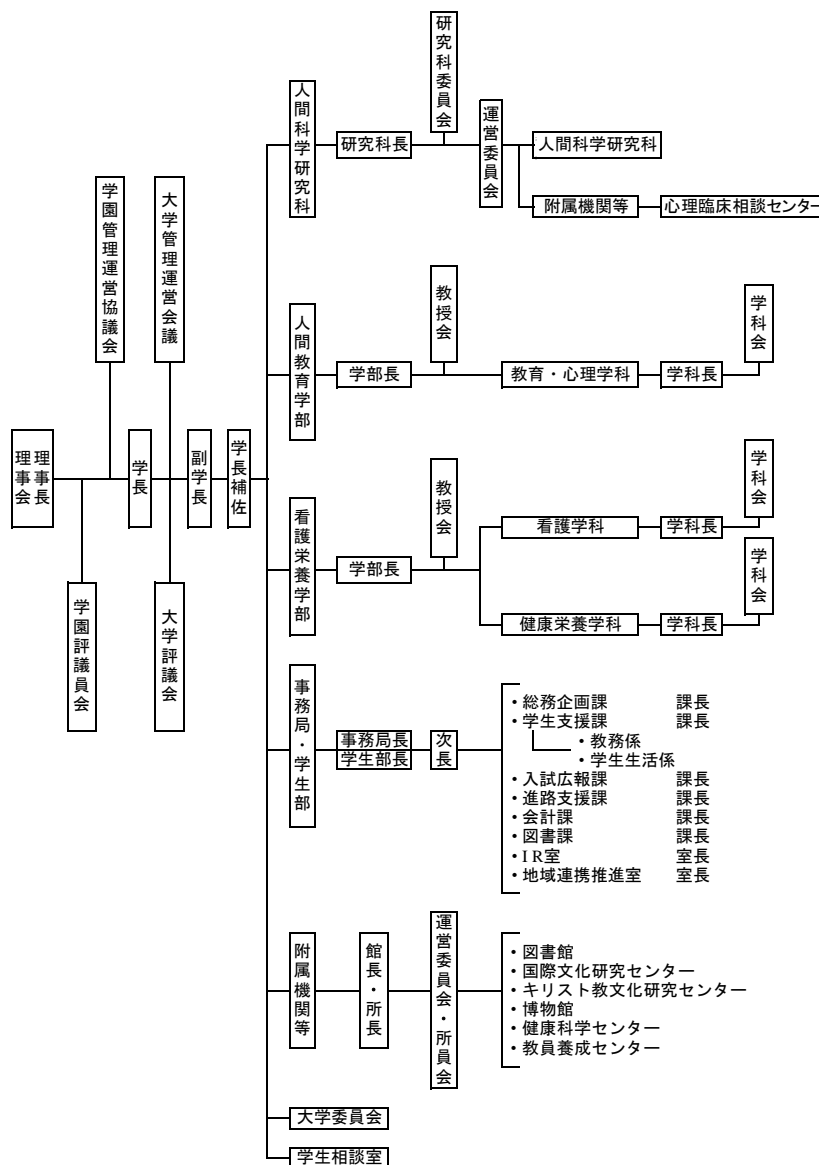 理事長
理事会
学園管理運営協議会
学園評議員会
学長
大学管理運営会議
大学評議会
副学長
学長補佐
人間科学研究科
研究科長
研究科委員会
運営委員会
人間科学研究科
附属機関等
心理臨床相談センター
人間教育学部
学部長
教授会
教育・心理学科
学科長
学科会
看護栄養学部
学部長
教授会
看護学科
学科長
学科会
健康栄養学科
学科長
学科会
事務局・学生部
事務局長
学生部長
次長
・総務企画課 課長
・学生支援課 課長
・教務係
・学生生活係
・入試広報課 課長
・進路支援課 課長
・会計課 課長
・図書課 課長
・IR室 室長
・地域連携推進室 室長
附属機関等
館長・所長
運営委員会・所員会
・図書館
・国際文化研究センター
・キリスト教文化研究センター
・博物館
・健康科学センター
・教員養成センター
大学委員会
学生相談室